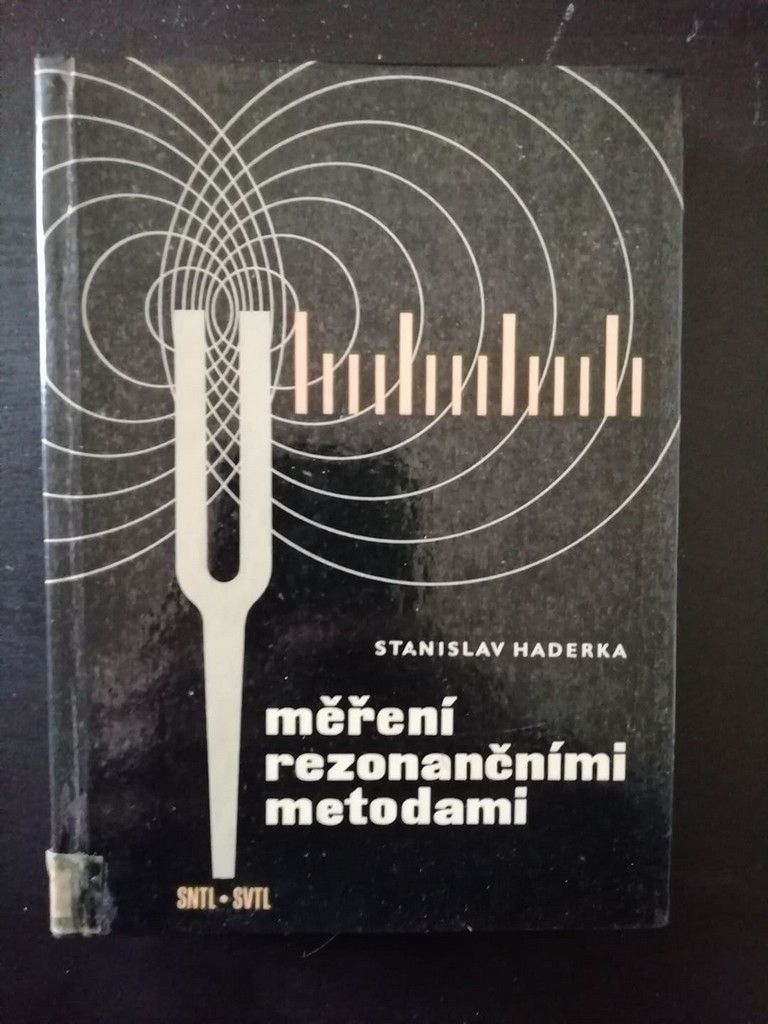 STANISLAV HADERKA
měření
rezonančními
metodami
SNTL • SVTL